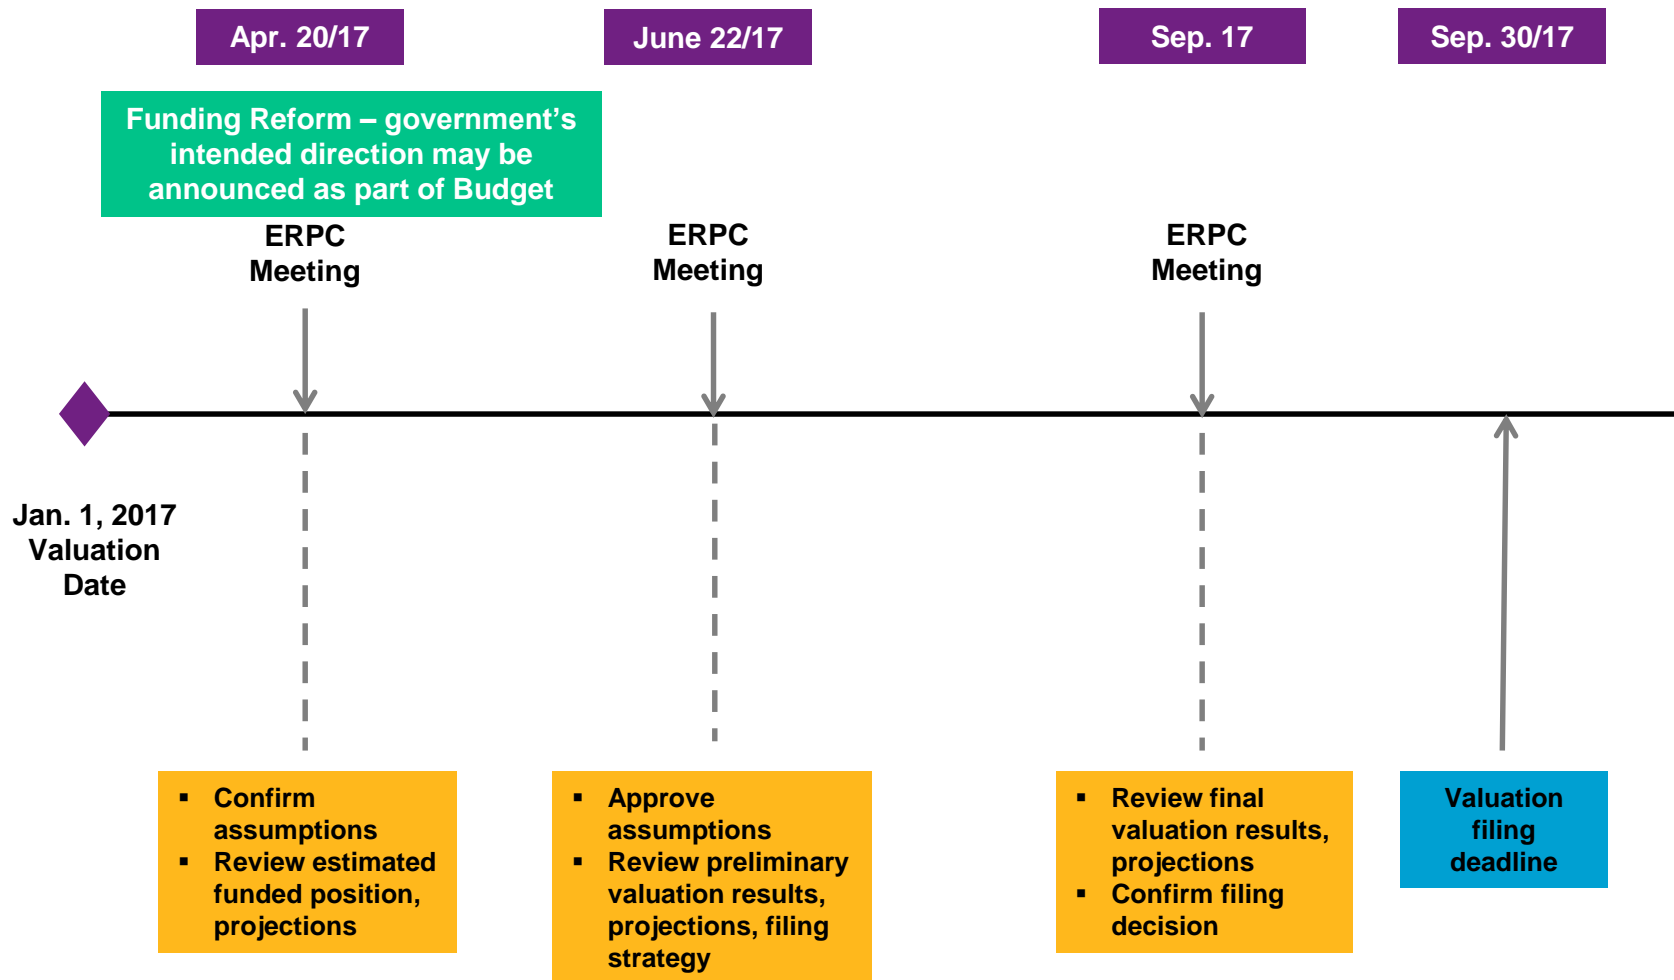 Apr. 20/17
June 22/17
Sep. 17
Sep. 30/17
Funding Reform – government's
intended direction may be
announced as part of Budget
ERPC
Meeting
ERPC
Meeting
ERPC
Meeting
Jan. 1, 2017
Valuation
Date
▪ Confirm
assumptions
▪ Review estimated
funded position,
projections
▪ Approve
assumptions
▪ Review preliminary
valuation results,
projections, filing
strategy
▪ Review final
valuation results,
projections
▪ Confirm filing
decision
Valuation
filing
deadline